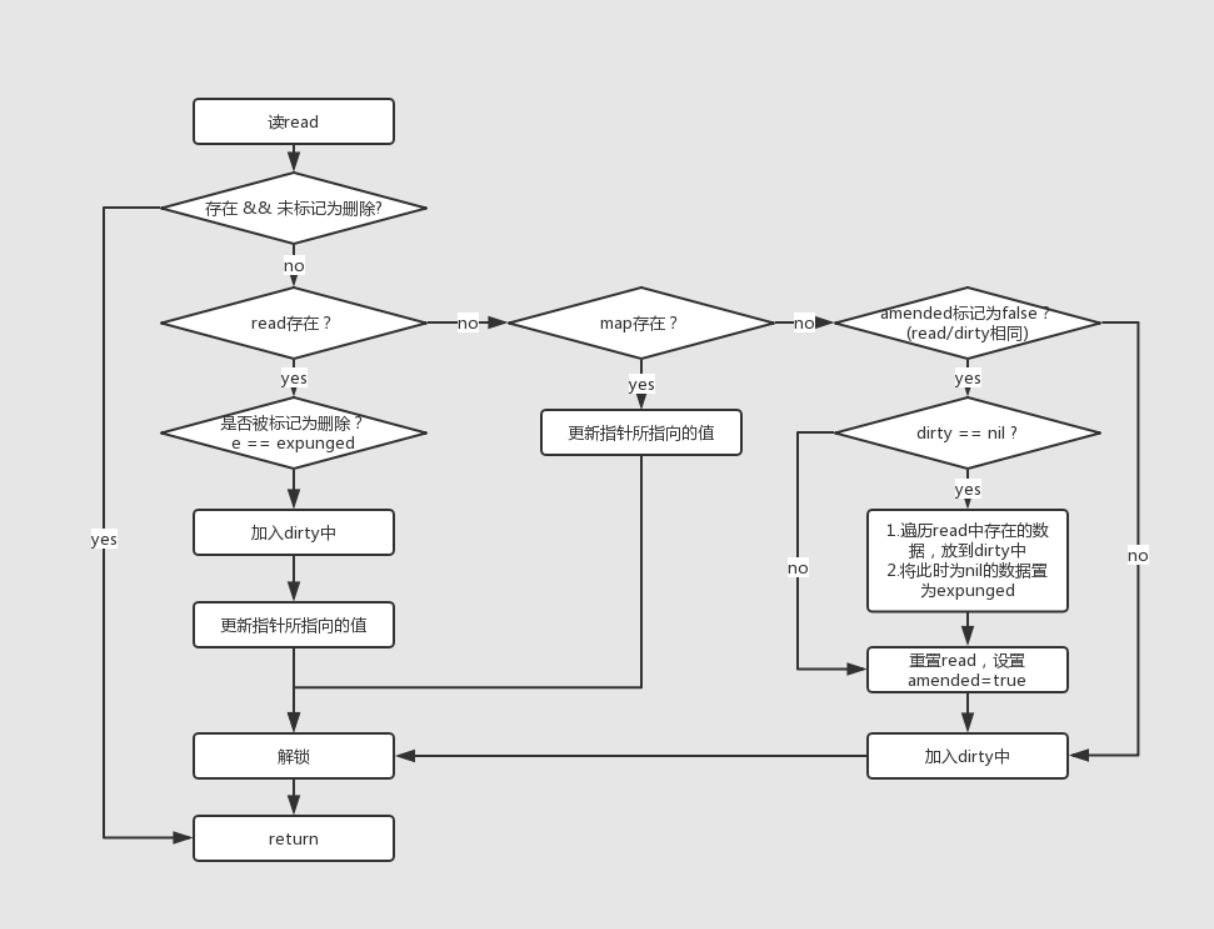 读read
存在 && 未标记为删除?
no
read存在？
no
map存在？
no
amended标记为false？
(read/dirty相同)
yes
yes
yes
是否被标记为删除？
e == expunged
更新指针所指向的值
dirty == nil？
yes
加入dirty中
1.遍历read中存在的数
据，放到dirty中
2.将此时为nil的数据置
为expunged
yes
no
no
更新指针所指向的值
重置read，设置
amended=true
解锁
加入dirty中
return